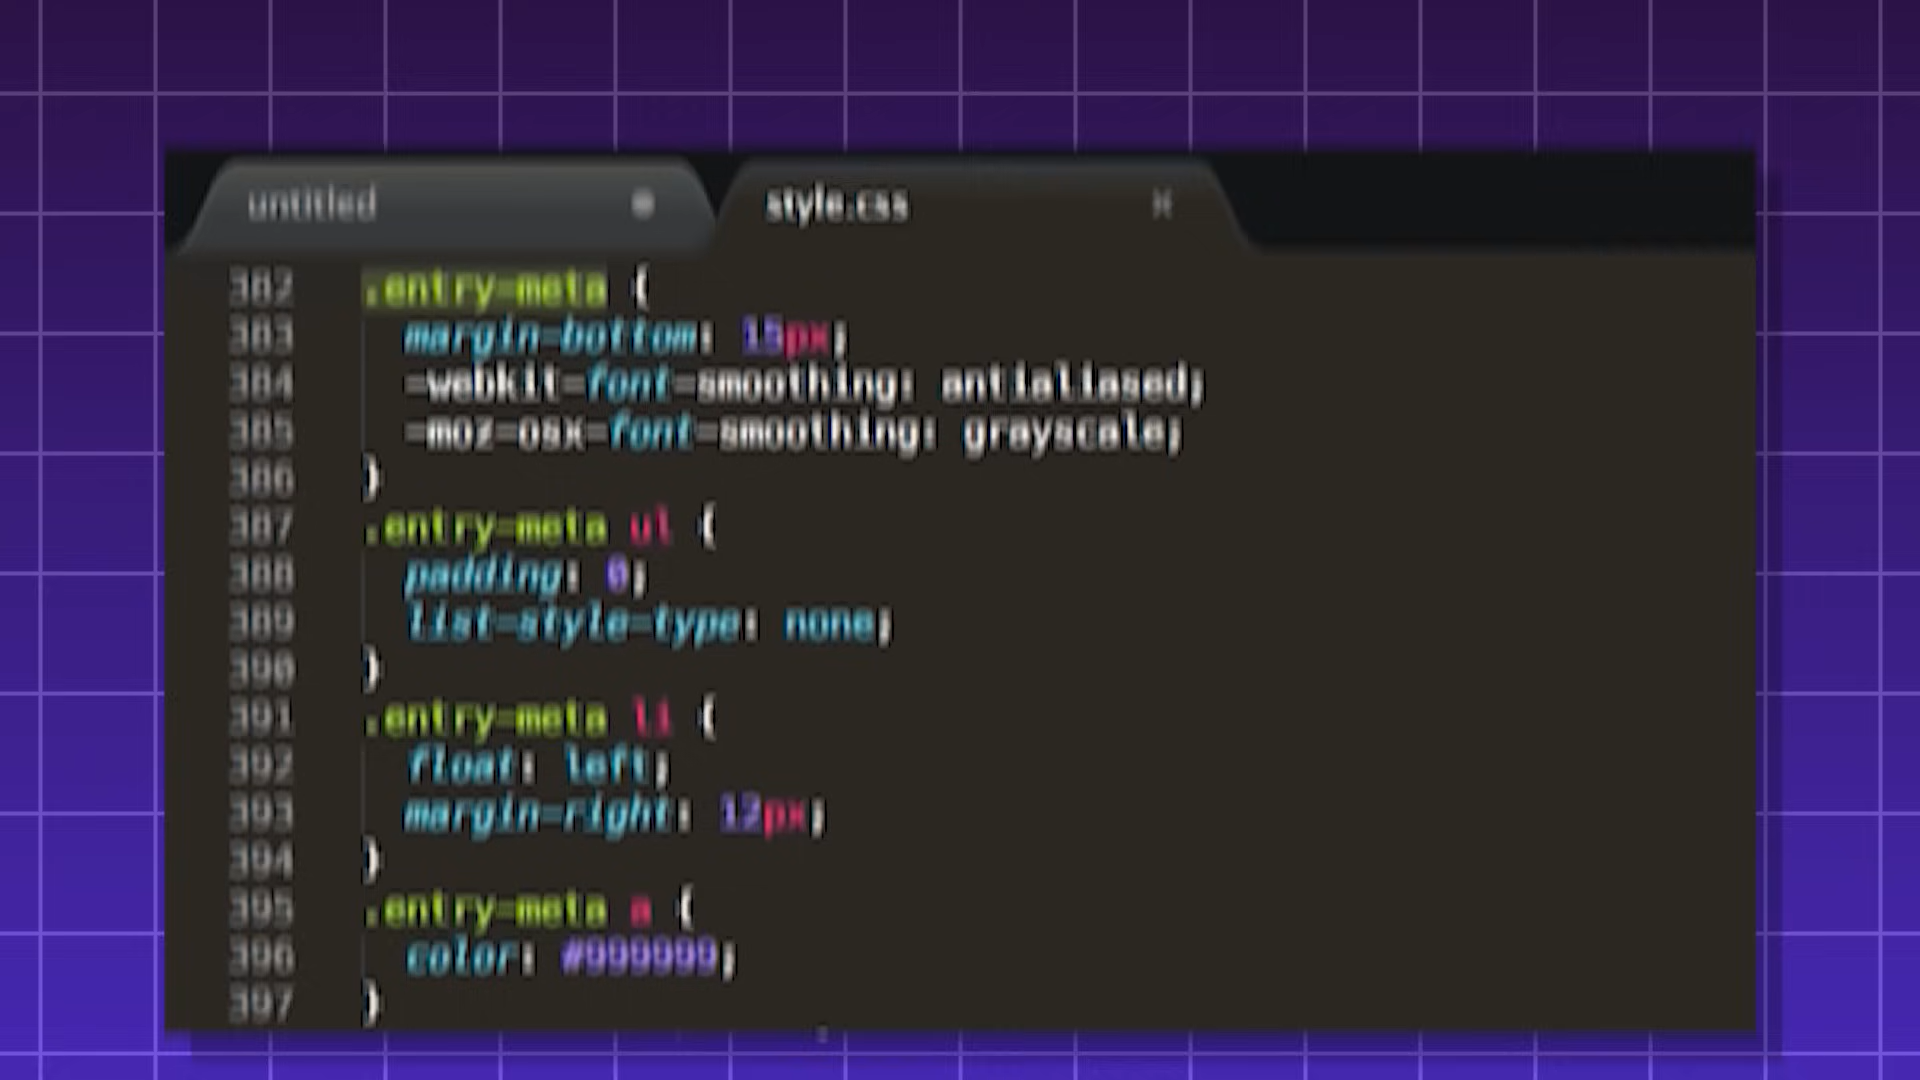 untitled
style.css
382 .entry-meta {
383 margin-bottom: 15px;
384 -webkit-font-smoothing: antialiased;
385 -moz-osx-font-smoothing: grayscale;
386 }
387 .entry-meta ul {
388 padding: 0;
389 list-style-type: none;
390 }
391 .entry-meta li {
392 float: left;
393 margin-right: 12px;
394 }
395 .entry-meta a {
396 color: #999999;
397 }